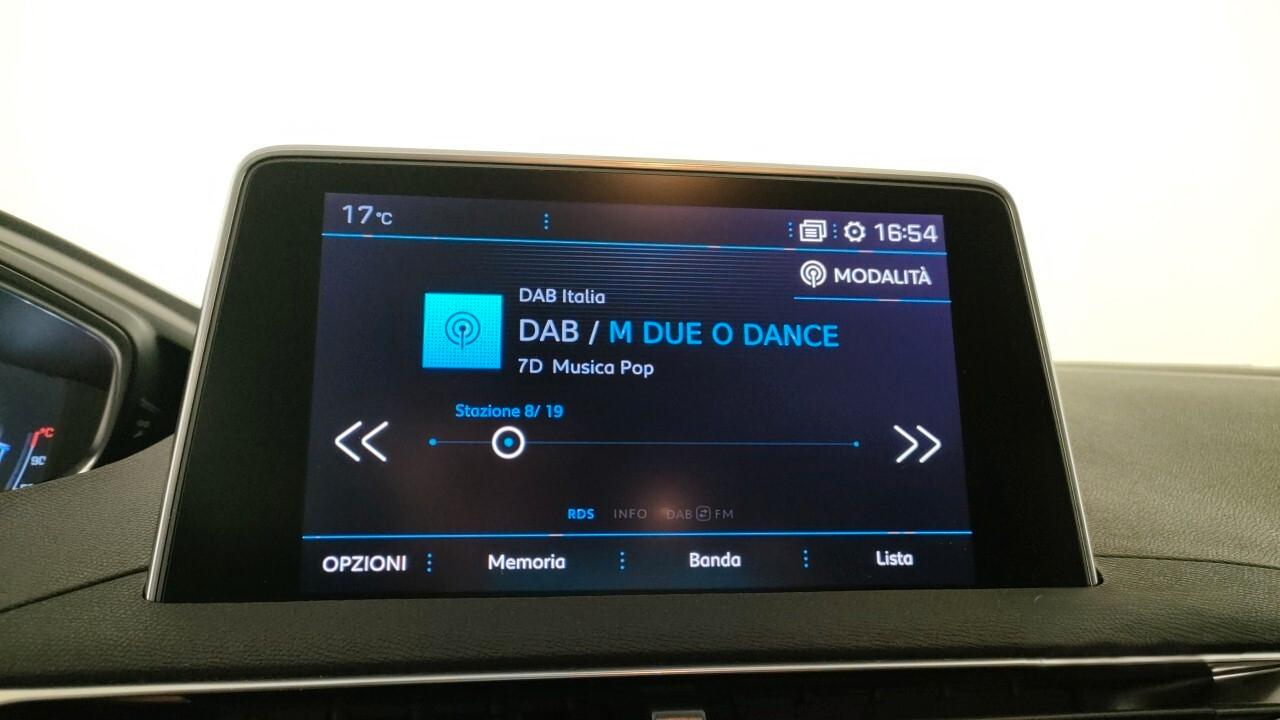 17°C
16:54
MODALITÀ
DAB Italia
DAB / M DUE O DANCE
7D Musica Pop
Stazione 8/ 19
RDS INFO DAB FM
OPZIONI Memoria Banda Lista
°C
90